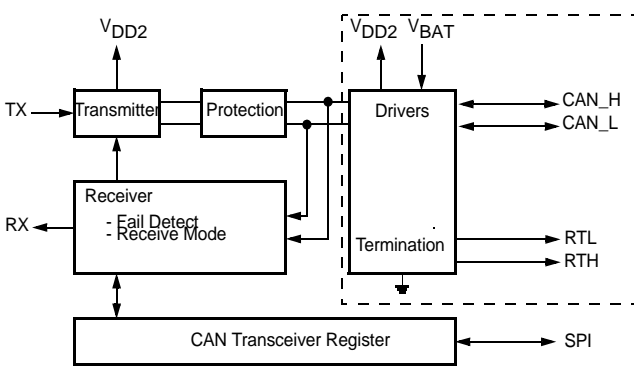 VDD2
VDD2
VBAT
TX
Transmitter
Protection
Drivers
CAN_H
CAN_L
Receiver
- Fail Detect
- Receive Mode
RX
Termination
RTL
RTH
CAN Transceiver Register
SPI